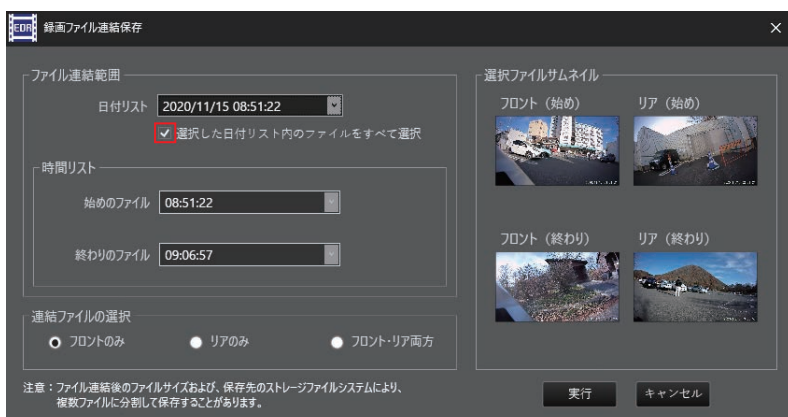 EDR 録画ファイル連結保存
ファイル連結範囲
日付リスト 2020/11/15 08:51:22
選択した日付リスト内のファイルをすべて選択
時間リスト
始めのファイル 08:51:22
終わりのファイル 09:06:57
連結ファイルの選択
フロントのみ リアのみ フロント・リア両方
注意：ファイル連結後のファイルサイズおよび、保存先のストレージファイルシステムにより、
複数ファイルに分割して保存することがあります。
選択ファイルサムネイル
フロント（始め） リア（始め）
フロント（終わり） リア（終わり）
実行 キャンセル